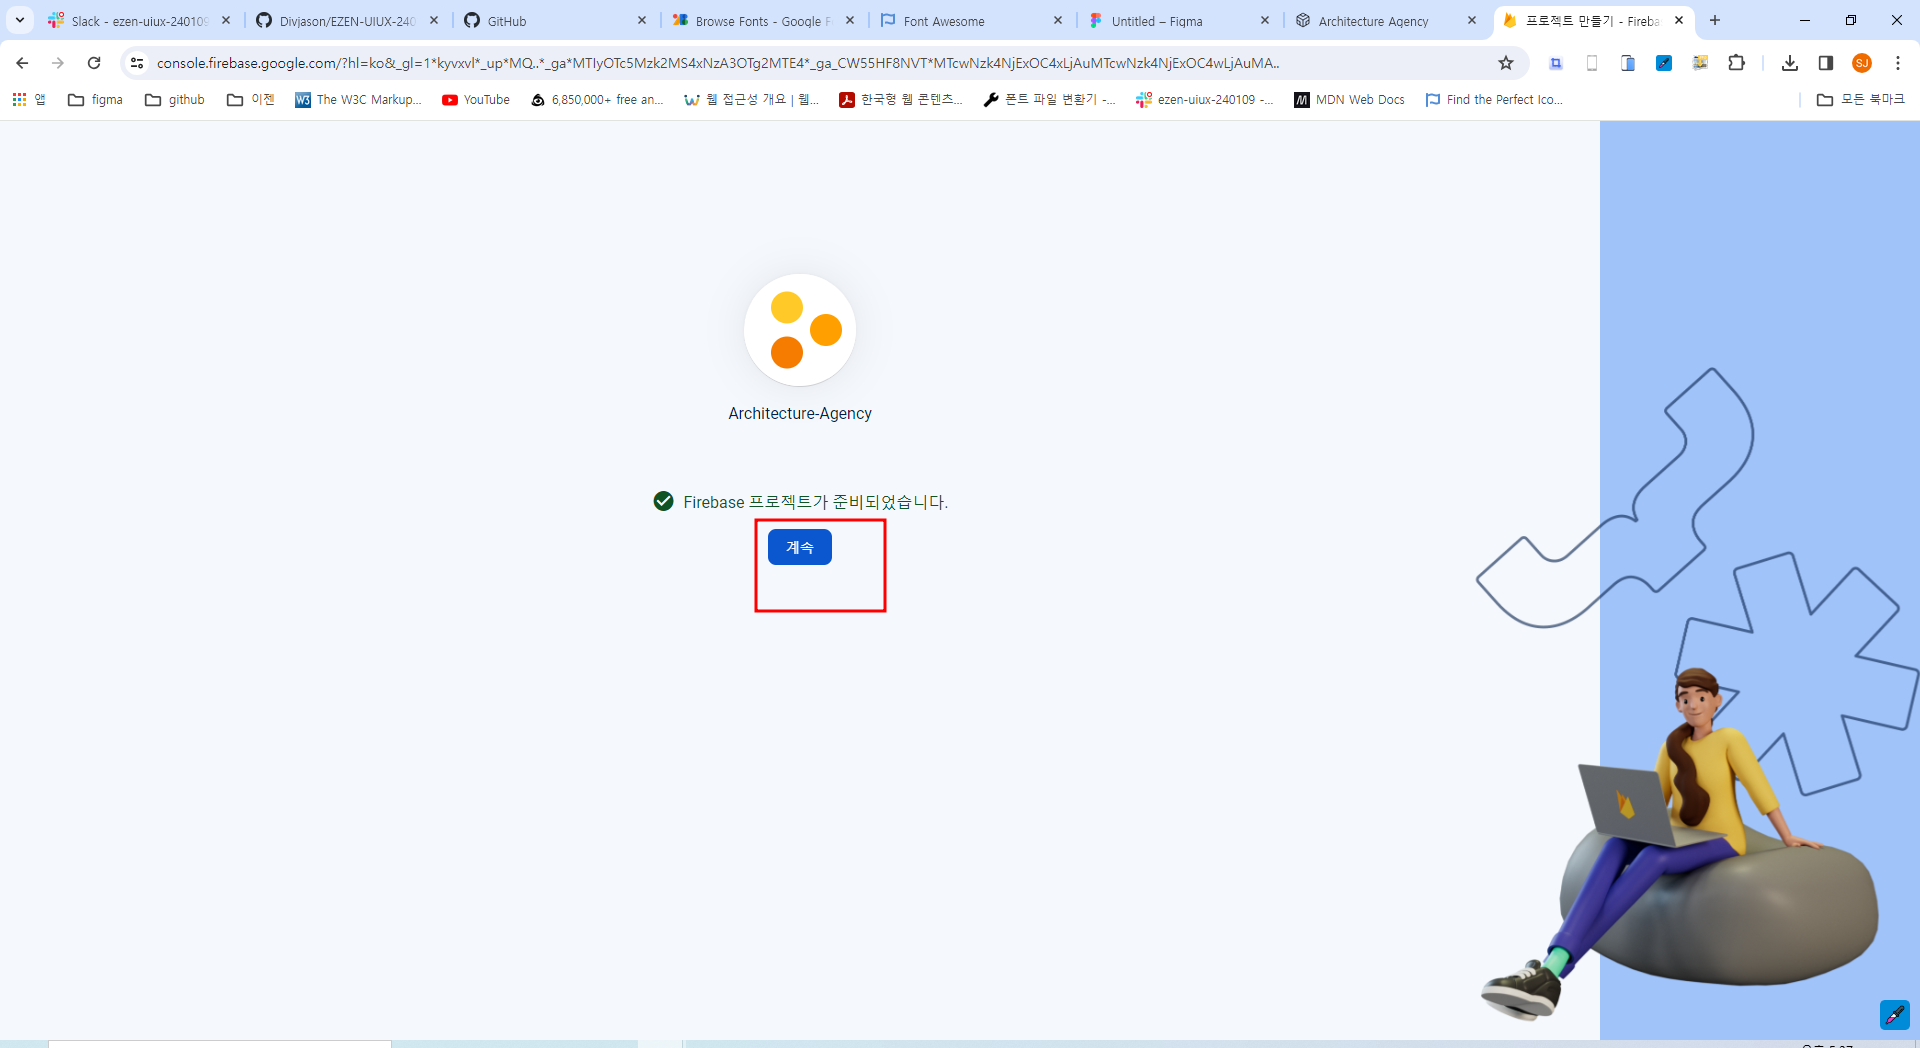 Slack - ezen-uiux-240109
Divjason/EZEN-UIUX-240
GitHub
Browse Fonts - Google F
Font Awesome
Untitled – Figma
Architecture Agency
프로젝트 만들기 - Fireba
console.firebase.google.com/?hl=ko&_gl=1*kyvxvl*_up*MQ..*_ga*MTIyOTc5Mzk2MS4xNzA3OTg2MTE4*_ga_CW55HF8NVT*MTcwNzk4NjExOC4xLjAuMTcwNzk4NjExOC4wLjAuMA..
SJ
앱
figma
github
이젠
W3
The W3C Markup...
YouTube
6,850,000+ free an...
웹 접근성 개요 | 웹...
한국형 웹 콘텐츠...
폰트 파일 변환기 -...
ezen-uiux-240109 -...
M
MDN Web Docs
Find the Perfect Ico...
모든 북마크
Architecture-Agency
Firebase 프로젝트가 준비되었습니다.
계속